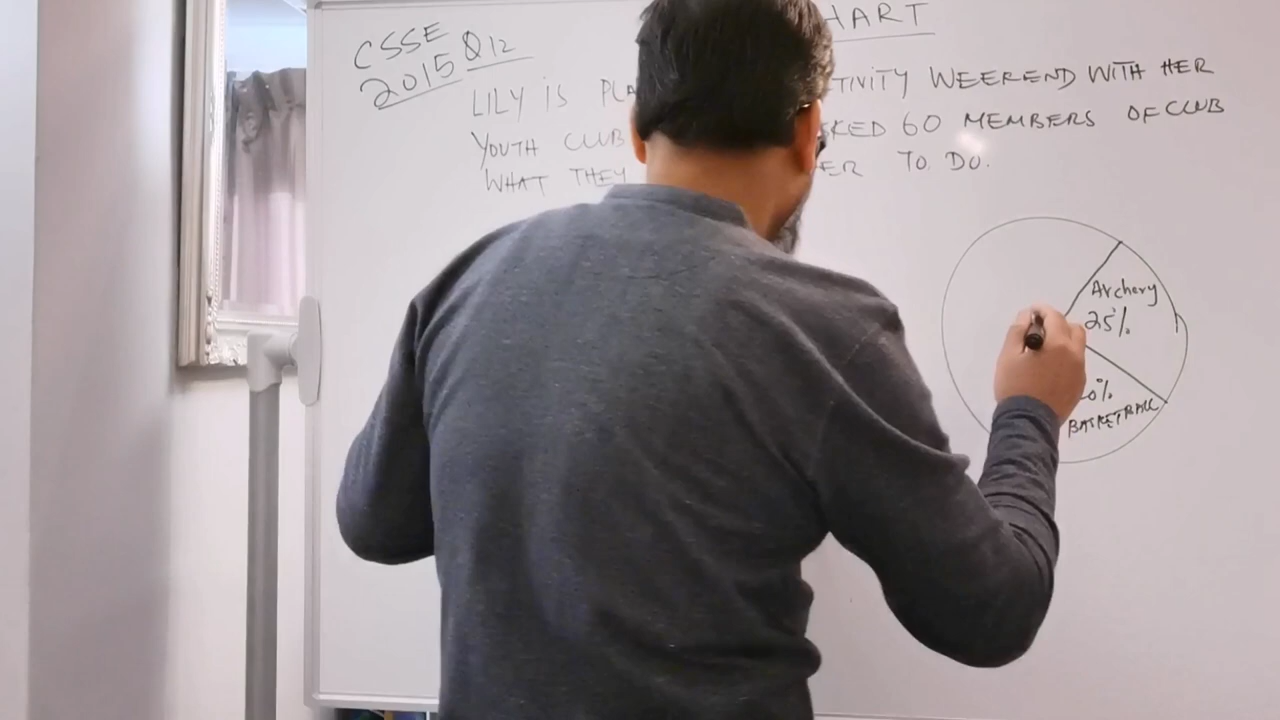 CSSE
2015 Q12
HART
LILY iS PLA TIVITY WEEKEND WITH HER
YOUTH CLUB KED 60 MEMBERS OF CLUB
WHAT THEY ER TO DO.
Archery
25%
0%
BASKETBALL